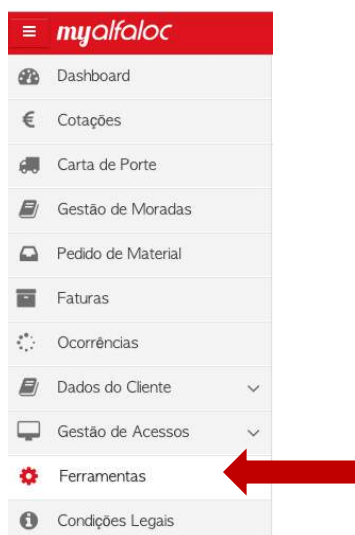 myalfaloc
Dashboard
Cotações
Carta de Porte
Gestão de Moradas
Pedido de Material
Faturas
Ocorrências
Dados do Cliente
Gestão de Acessos
Ferramentas
Condições Legais